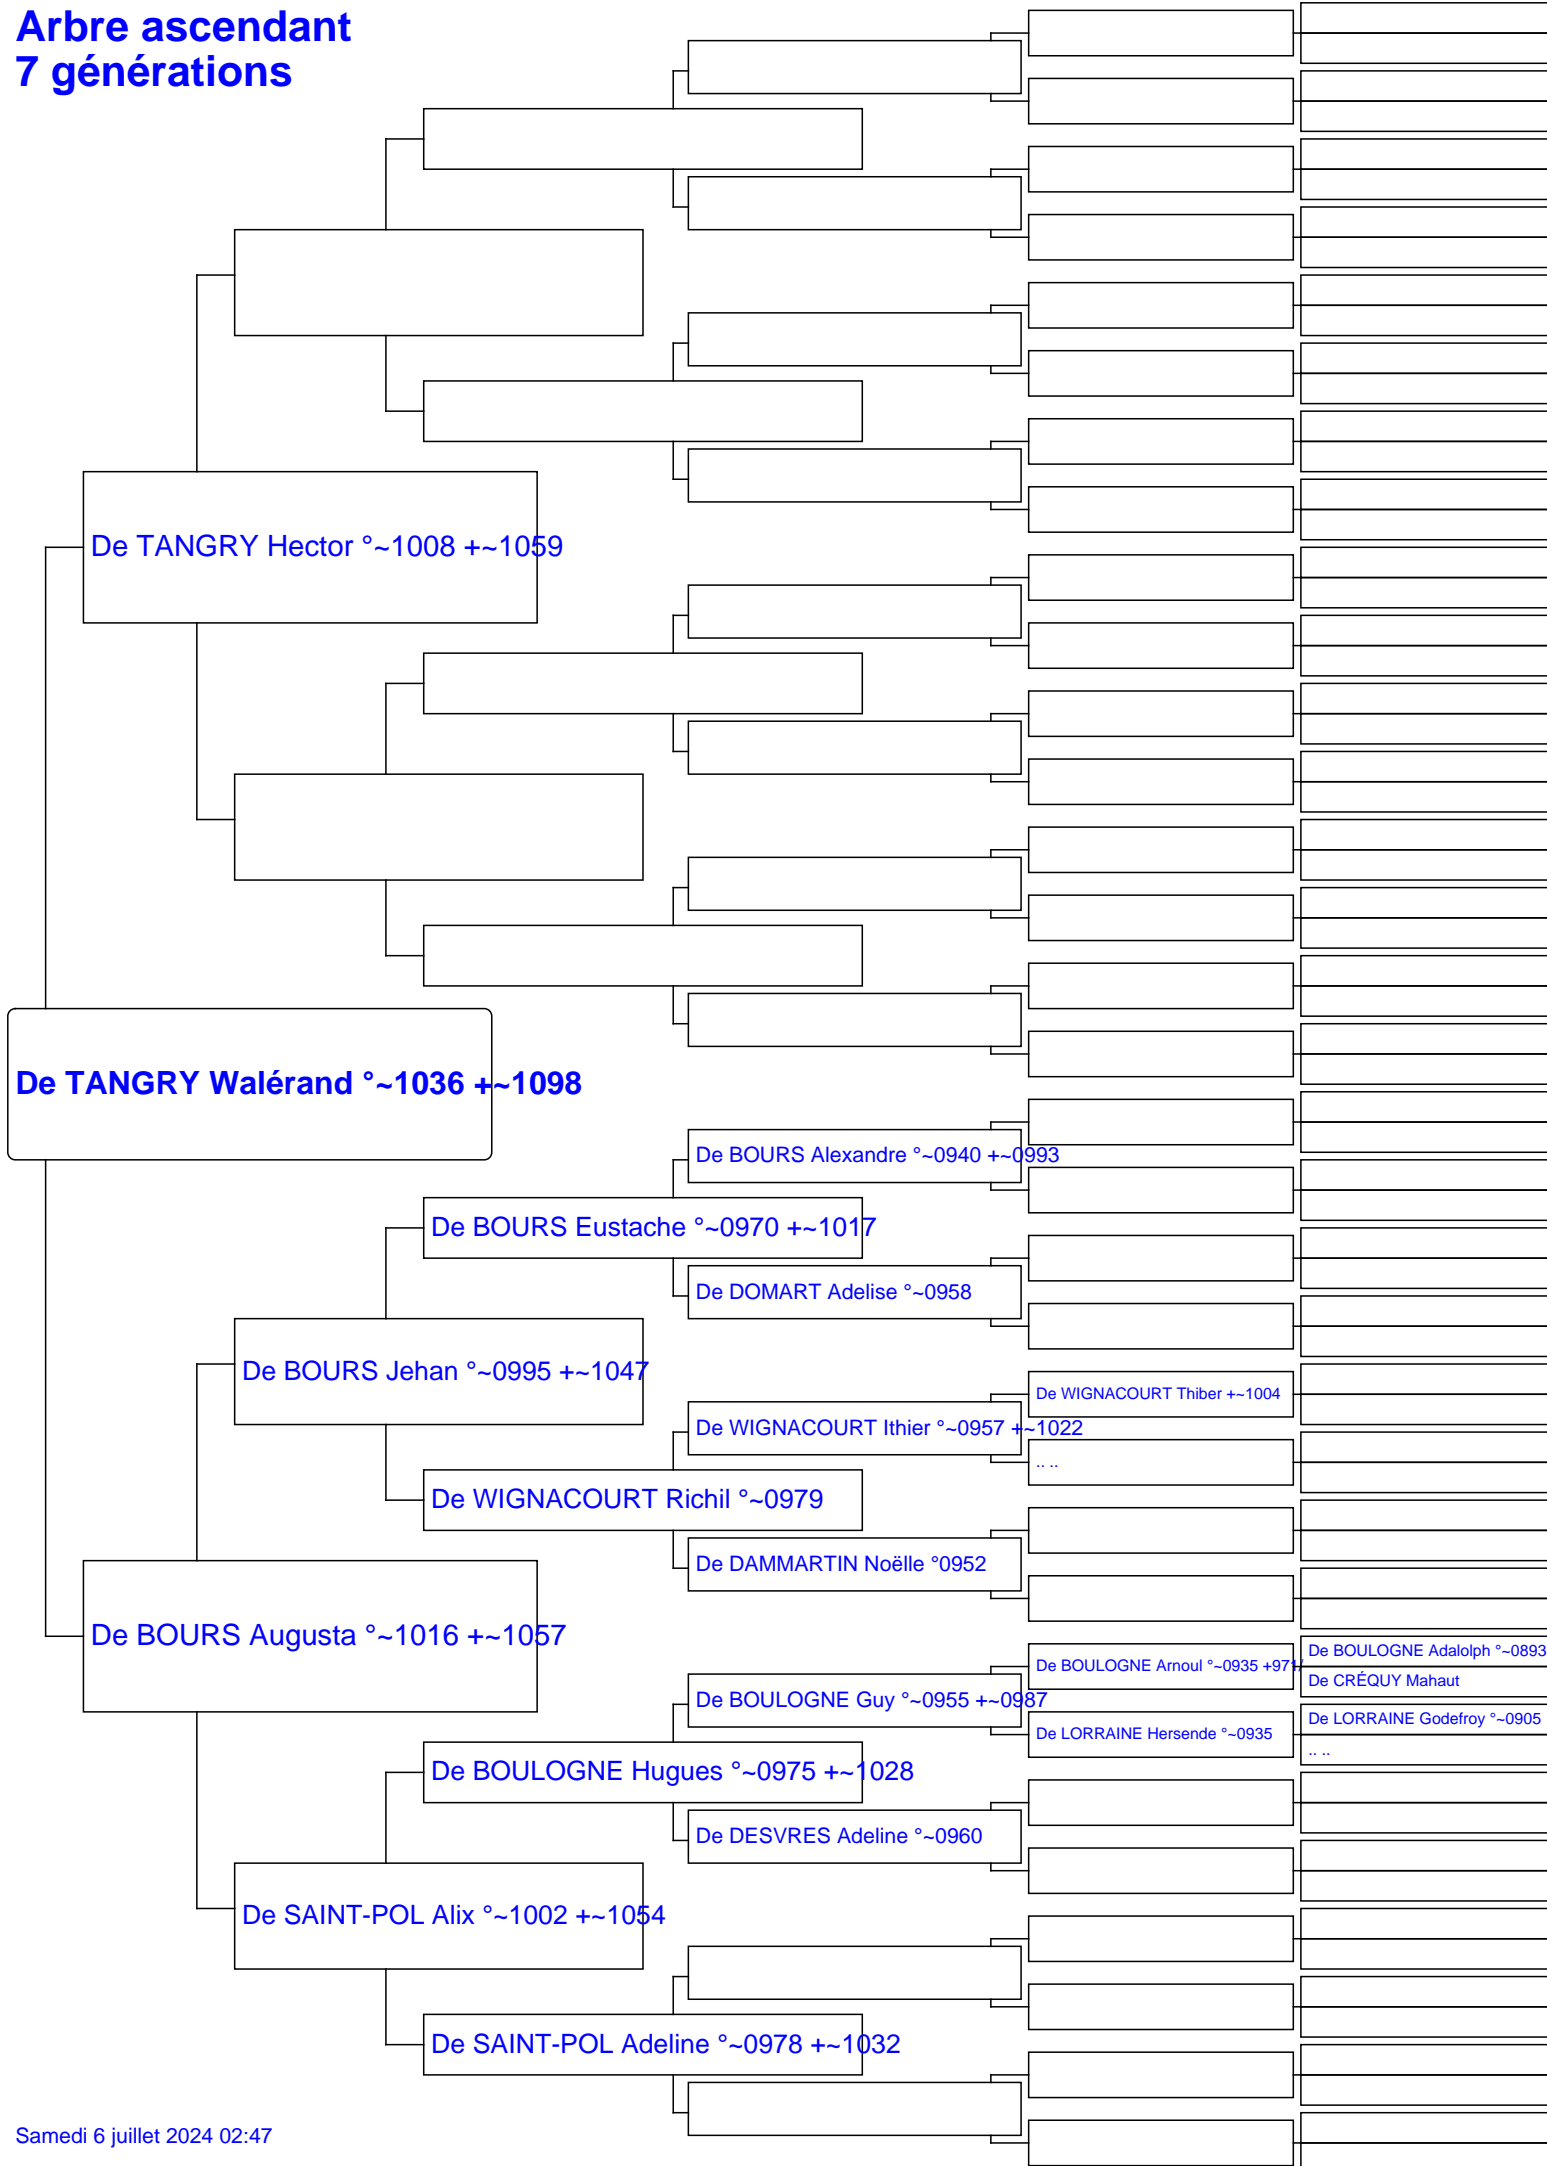 Arbre ascendant
7 générations
De TANGRY Hector °~1008 +~1059
De TANGRY Walérand °~1036 +~1098
De BOURS Alexandre °~0940 +~0993
De BOURS Eustache °~0970 +~1017
De DOMART Adelise °~0958
De BOURS Jehan °~0995 +~1047
De WIGNACOURT Thiber +~1004
De WIGNACOURT Ithier °~0957 +~1022
.. ..
De WIGNACOURT Richil °~0979
De DAMMARTIN Noëlle °0952
De BOURS Augusta °~1016 +~1057
De BOULOGNE Adalolph °~0893
De BOULOGNE Arnoul °~0935 +971/
De CRÉQUY Mahaut
De BOULOGNE Guy °~0955 +~0987
De LORRAINE Godefroy °~0905
De LORRAINE Hersende °~0935
.. ..
De BOULOGNE Hugues °~0975 +~1028
De DESVRES Adeline °~0960
De SAINT-POL Alix °~1002 +~1054
De SAINT-POL Adeline °~0978 +~1032
Samedi 6 juillet 2024 02:47